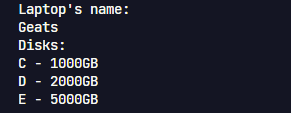 Laptop's name:
Geats
Disks:
C - 1000GB
D - 2000GB
E - 5000GB